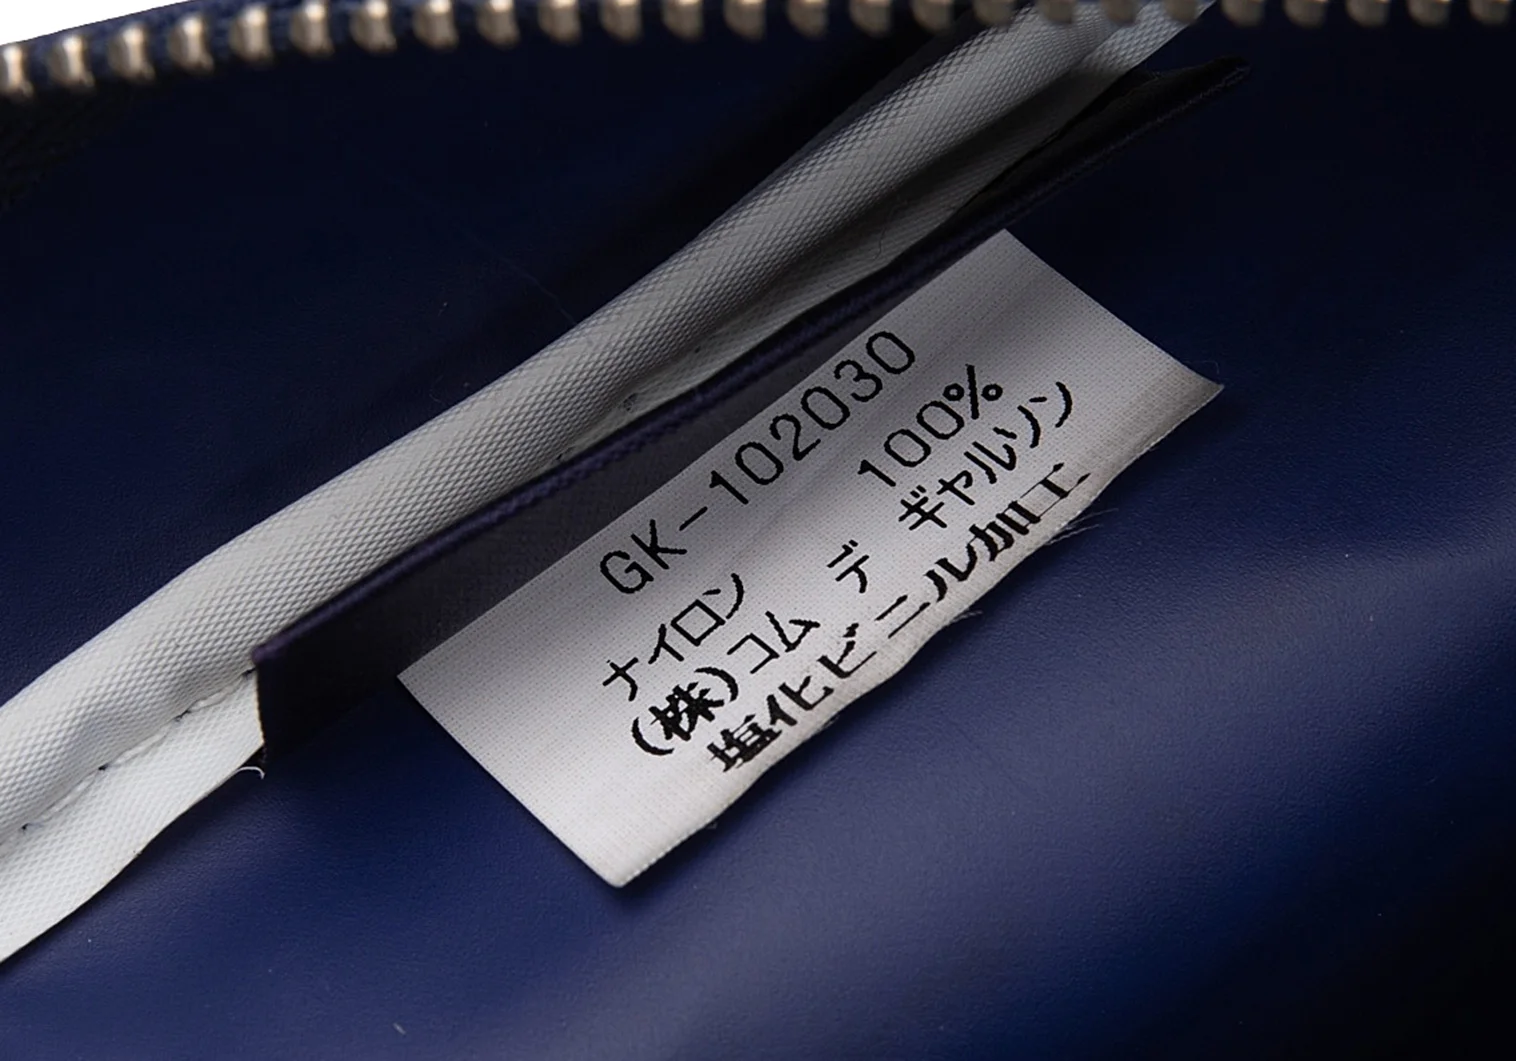 GK-102030
ナイロン 100%
(株)コム デ ギャルソン
塩化ビニール加工